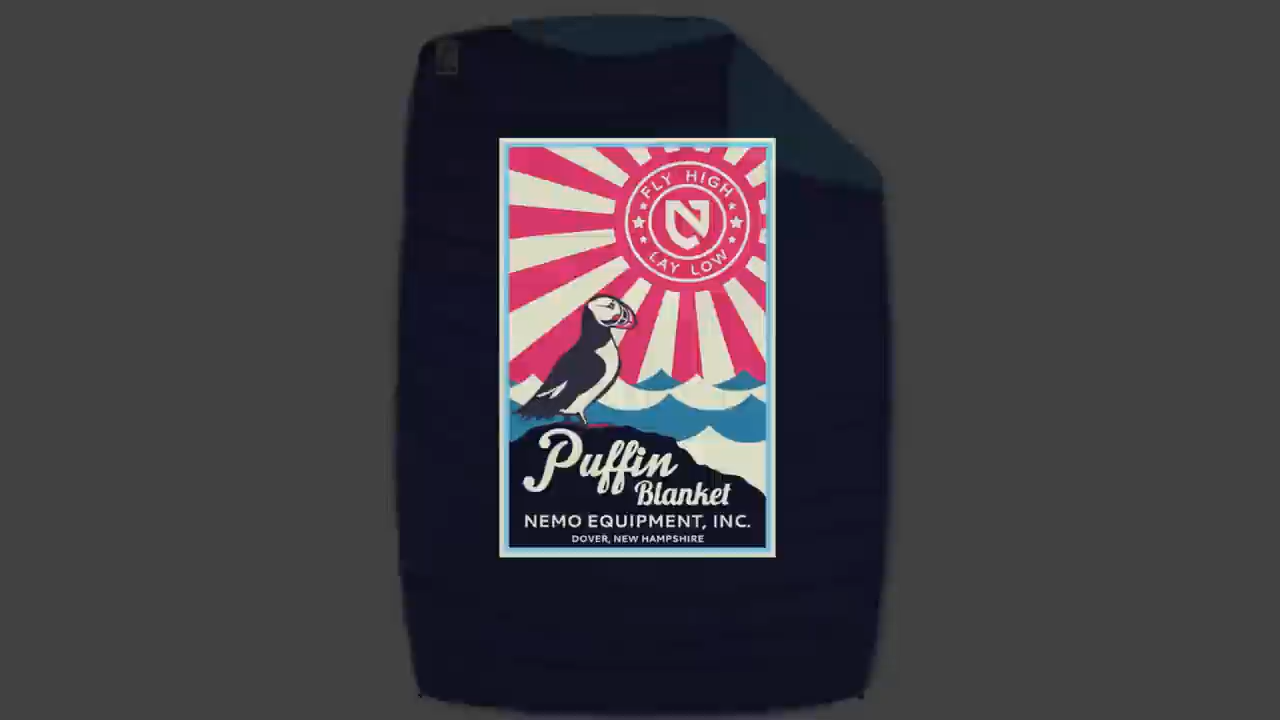 FLY HIGH
N
LAY LOW
Puffin
Blanket
NEMO EQUIPMENT, INC.
DOVER, NEW HAMPSHIRE